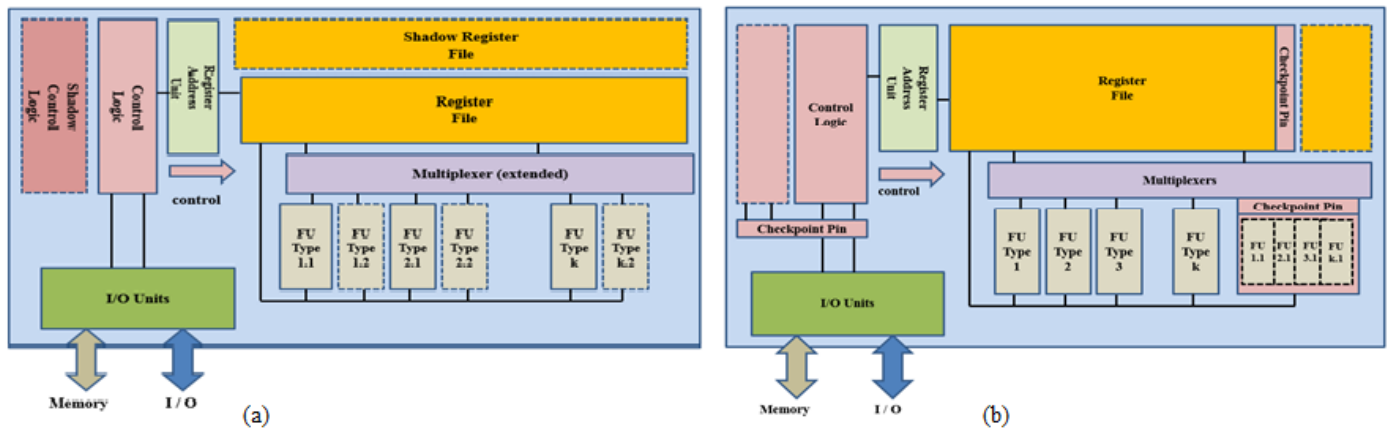 Shadow Register
File
Shadow
Control
Logic
Control
Logic
Register
Address
Unit
Register
File
control
Multiplexer (extended)
FU
Type
1.1
FU
Type
1.2
FU
Type
2.1
FU
Type
2.2
FU
Type
k
FU
Type
k.2
I/O Units
Memory
I / O
(a)
Control
Logic
Register
Address
Unit
Register
File
Checkpoint Pin
control
Multiplexers
Checkpoint Pin
Checkpoint Pin
FU
Type
1
FU
Type
2
FU
Type
3
FU
Type
k
FU
1.1
FU
2.1
FU
3.1
FU
k.1
I/O Units
Memory
I / O
(b)